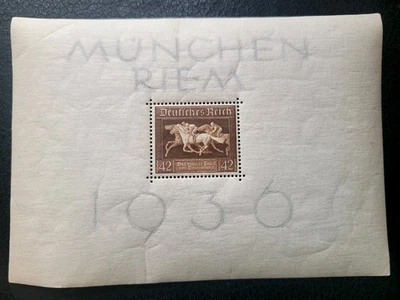 MÜNCHEN
RIEM
Deutsches Reich
42 42
1936